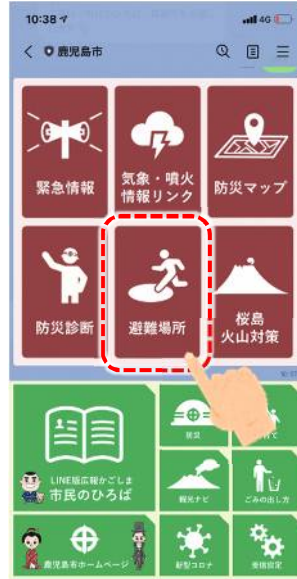 10:38
4G
鹿児島市
緊急情報
気象・噴火
情報リンク
防災マップ
防災診断
避難場所
桜島
火山対策
LINE版広報かごしま
市民のひろば
防災
観光ナビ
ごみの出し方
鹿児島市ホームページ
新型コロナ
受信設定